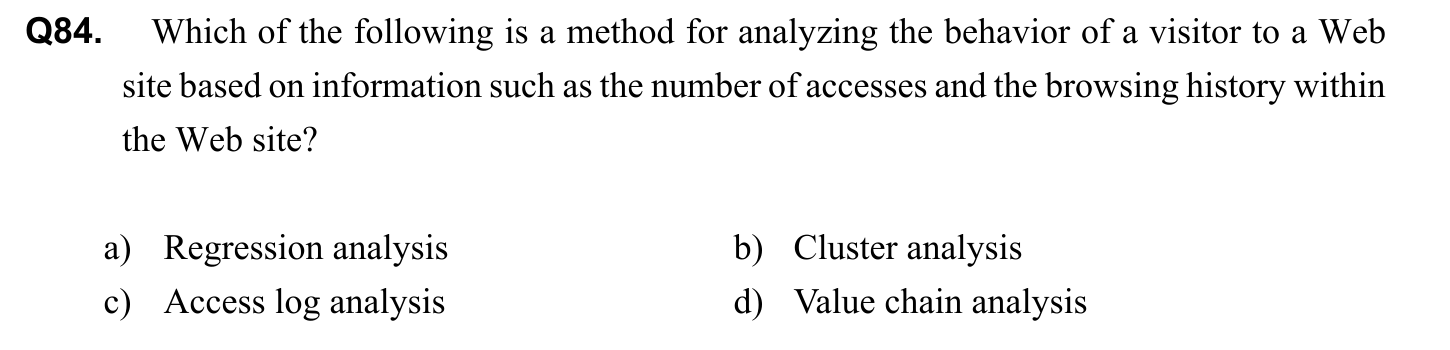 Q84. Which of the following is a method for analyzing the behavior of a visitor to a Web
site based on information such as the number of accesses and the browsing history within
the Web site?
a) Regression analysis b) Cluster analysis
c) Access log analysis d) Value chain analysis